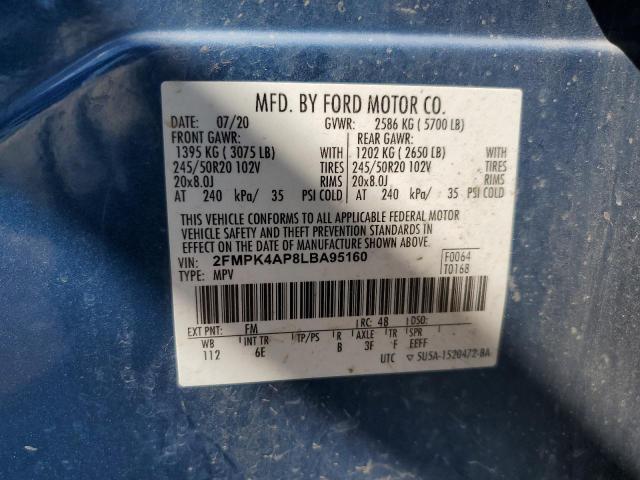 MFD. BY FORD MOTOR CO.
DATE: 07/20 GVWR: 2586 KG ( 5700 LB)
FRONT GAWR: REAR GAWR:
1395 KG ( 3075 LB) WITH 1202 KG ( 2650 LB) WITH
245/50R20 102V TIRES 245/50R20 102V TIRES
20x8.0J RIMS 20x8.0J RIMS
AT 240 kPa/ 35 PSI COLD AT 240 kPa/ 35 PSI COLD
THIS VEHICLE CONFORMS TO ALL APPLICABLE FEDERAL MOTOR
VEHICLE SAFETY AND THEFT PREVENTION STANDARDS IN
EFFECT ON THE DATE OF MANUFACTURE SHOWN ABOVE.
VIN: 2FMPK4AP8LBA95160 F0064
TYPE: MPV T0168
EXT PNT: FM RC: 48 DSO:
WB INT TR TP/PS R AXLE TR SPR
112 6E B 3F F EEFF
UTC ▽ 5U5A-1520472-BA